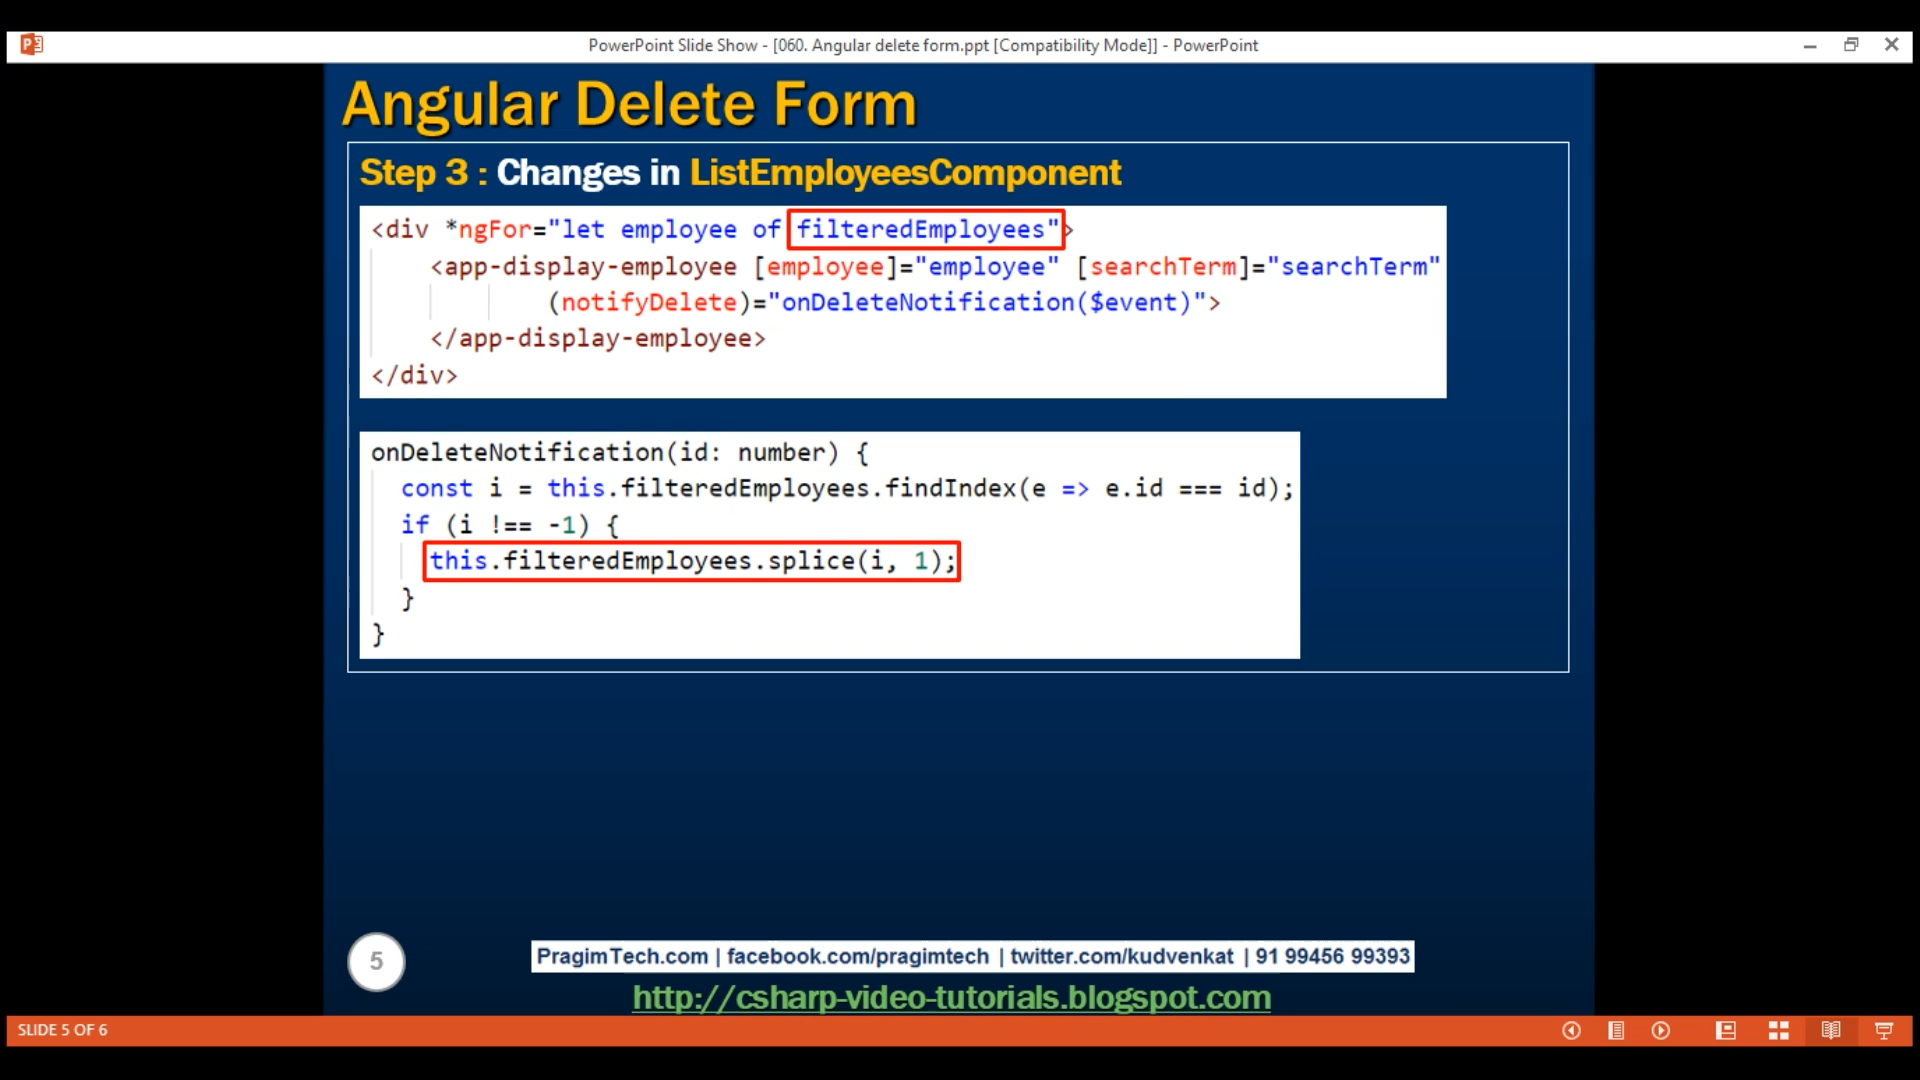 PowerPoint Slide Show - [060. Angular delete form.ppt [Compatibility Mode]] - PowerPoint
Angular Delete Form
Step 3 : Changes in ListEmployeesComponent
<div *ngFor="let employee of filteredEmployees">
<app-display-employee [employee]="employee" [searchTerm]="searchTerm"
(notifyDelete)="onDeleteNotification($event)">
</app-display-employee>
</div>
onDeleteNotification(id: number) {
const i = this.filteredEmployees.findIndex(e => e.id === id);
if (i !== -1) {
this.filteredEmployees.splice(i, 1);
}
}
5
PragimTech.com | facebook.com/pragimtech | twitter.com/kudvenkat | 91 99456 99393
http://csharp-video-tutorials.blogspot.com
SLIDE 5 OF 6